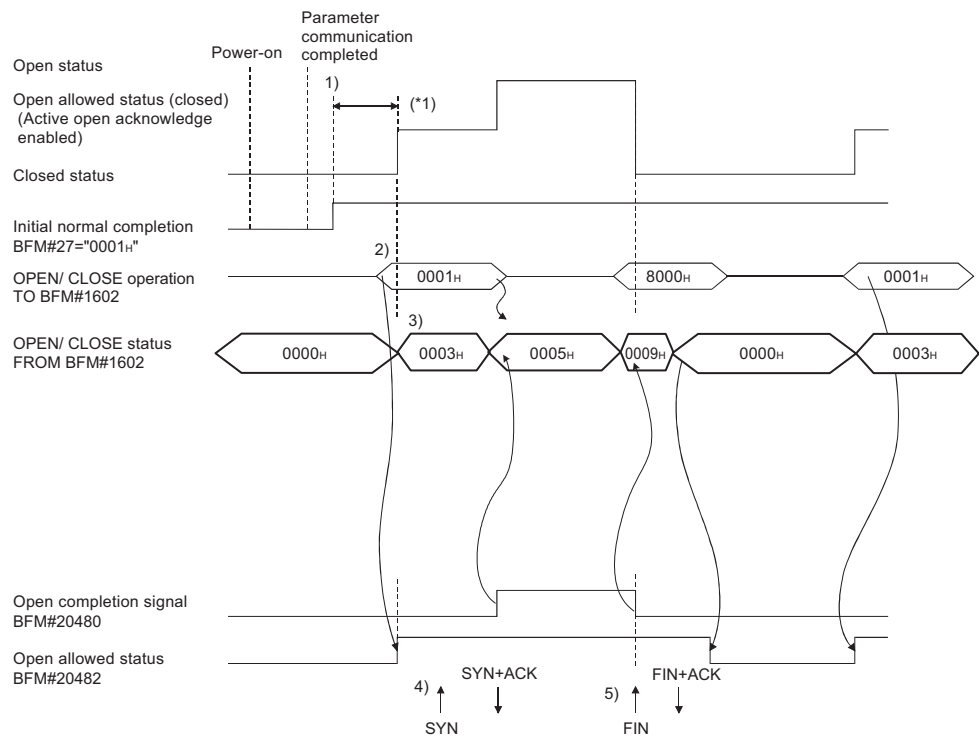 Parameter
communication
completed
Power-on
Open status
1)
(*1)
Open allowed status (closed)
(Active open acknowledge
enabled)
Closed status
Initial normal completion
BFM#27="0001H"
2)
OPEN/ CLOSE operation
TO BFM#1602
0001H
8000H
0001H
3)
OPEN/ CLOSE status
FROM BFM#1602
0000H
0003H
0005H
0009H
0000H
0003H
Open completion signal
BFM#20480
Open allowed status
BFM#20482
4)
SYN+ACK
5)
FIN+ACK
SYN
FIN